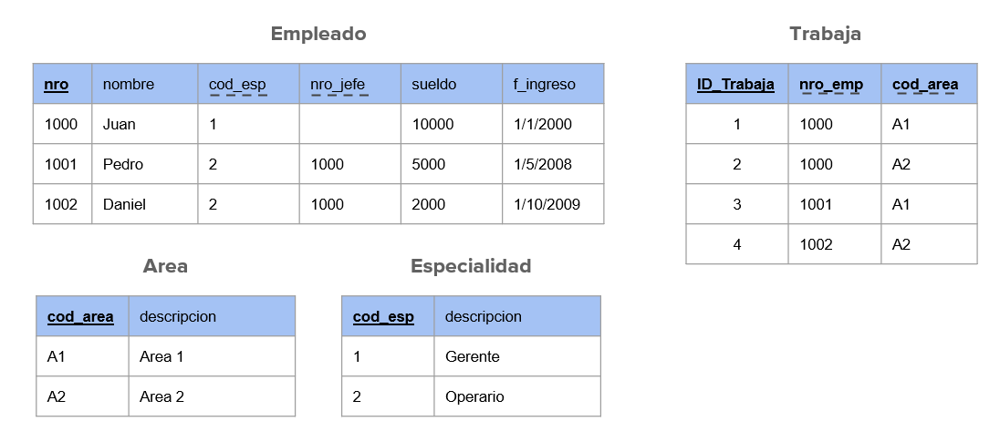 Empleado
nro nombre cod_esp nro_jefe sueldo f_ingreso
1000 Juan 1 10000 1/1/2000
1001 Pedro 2 1000 5000 1/5/2008
1002 Daniel 2 1000 2000 1/10/2009
Trabaja
ID_Trabaja nro_emp cod_area
1 1000 A1
2 1000 A2
3 1001 A1
4 1002 A2
Area
cod_area descripcion
A1 Area 1
A2 Area 2
Especialidad
cod_esp descripcion
1 Gerente
2 Operario